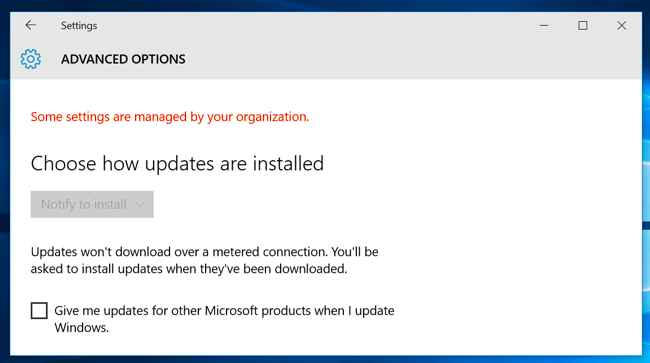 Settings
ADVANCED OPTIONS
Some settings are managed by your organization.
Choose how updates are installed
Notify to install
Updates won't download over a metered connection. You'll be
asked to install updates when they've been downloaded.
Give me updates for other Microsoft products when I update
Windows.